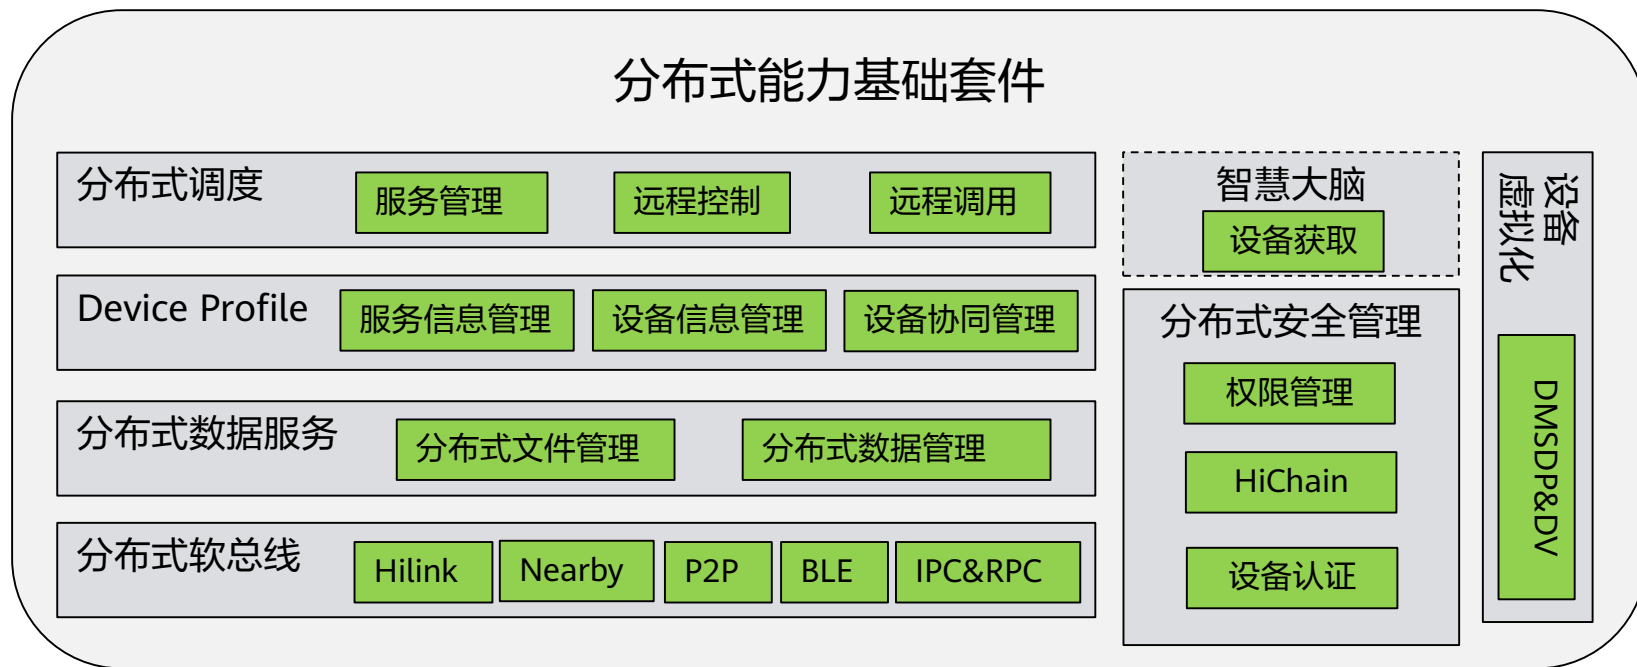 分布式能力基础套件
分布式调度
服务管理
远程控制
远程调用
Device Profile
服务信息管理
设备信息管理
设备协同管理
分布式数据服务
分布式文件管理
分布式数据管理
分布式软总线
Hilink
Nearby
P2P
BLE
IPC&RPC
智慧大脑
设备获取
分布式安全管理
权限管理
HiChain
设备认证
设备
虚拟化
DMSDP&DV